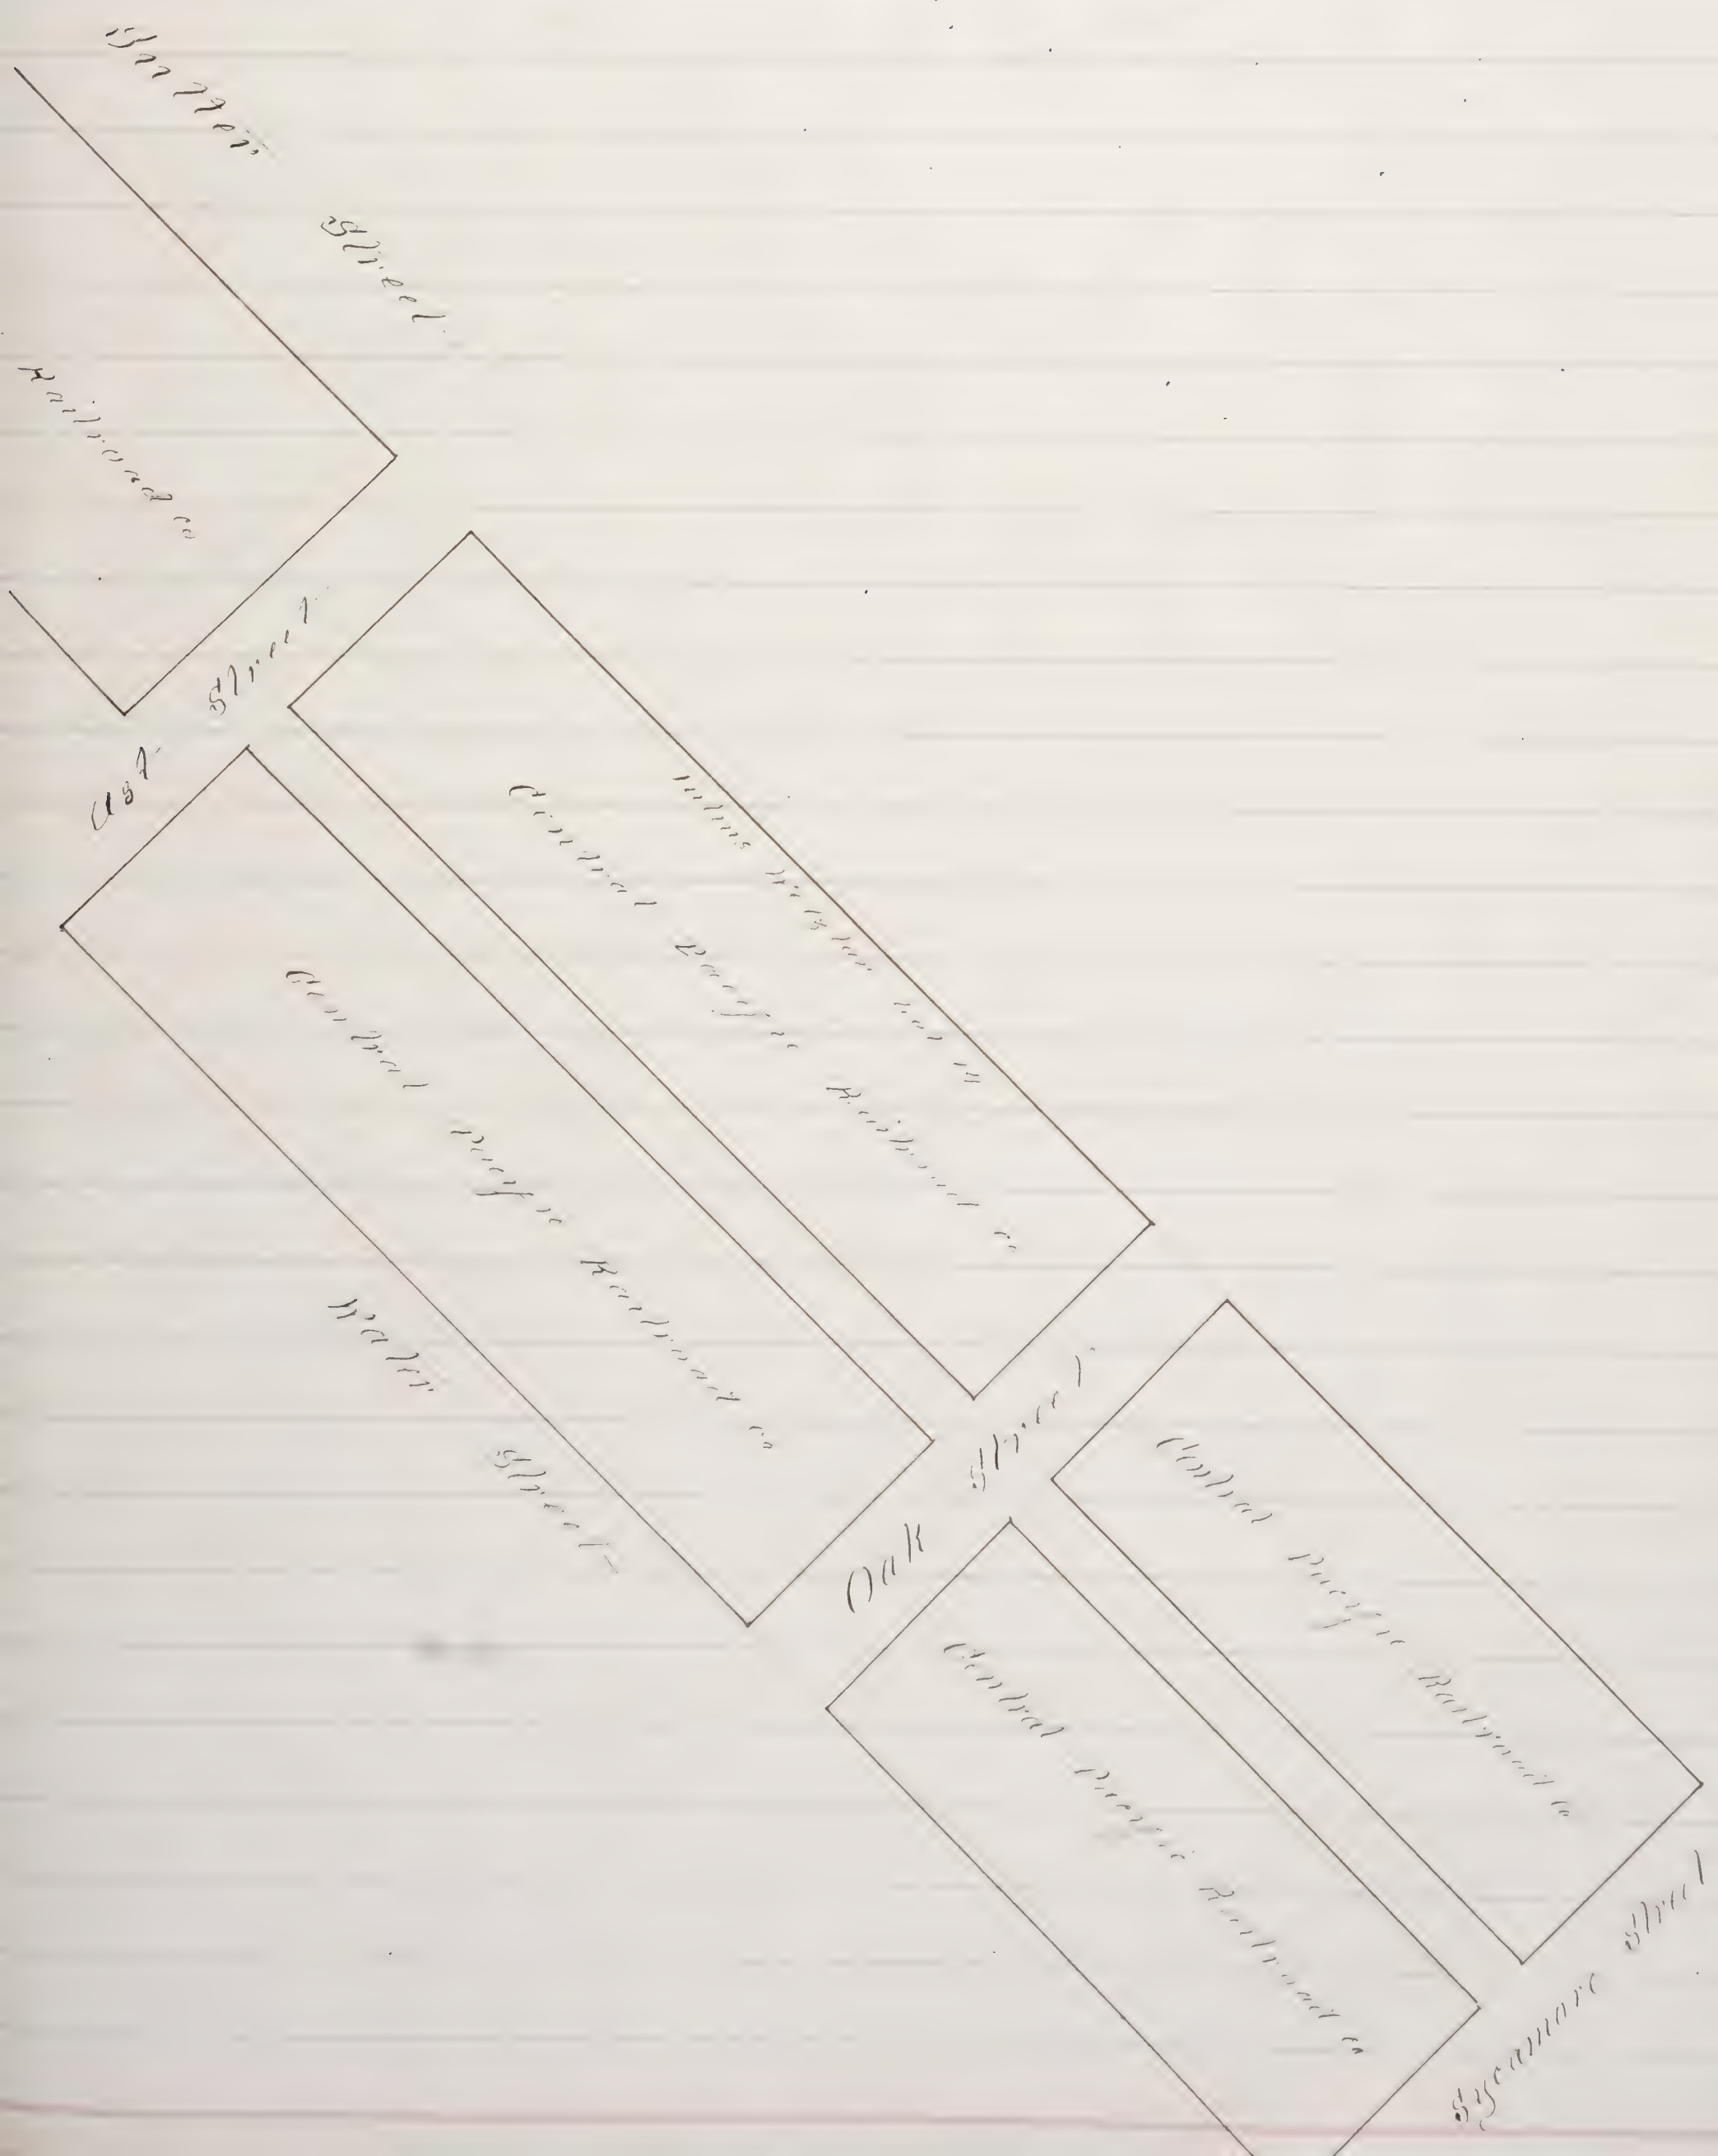 Sumner Street
Railroad co
Street
Central Pacific Railroad co
Central Pacific Railroad co
Water Street
Oak Street
Central Pacific Railroad co
Central Pacific Railroad co
Sycamore Street